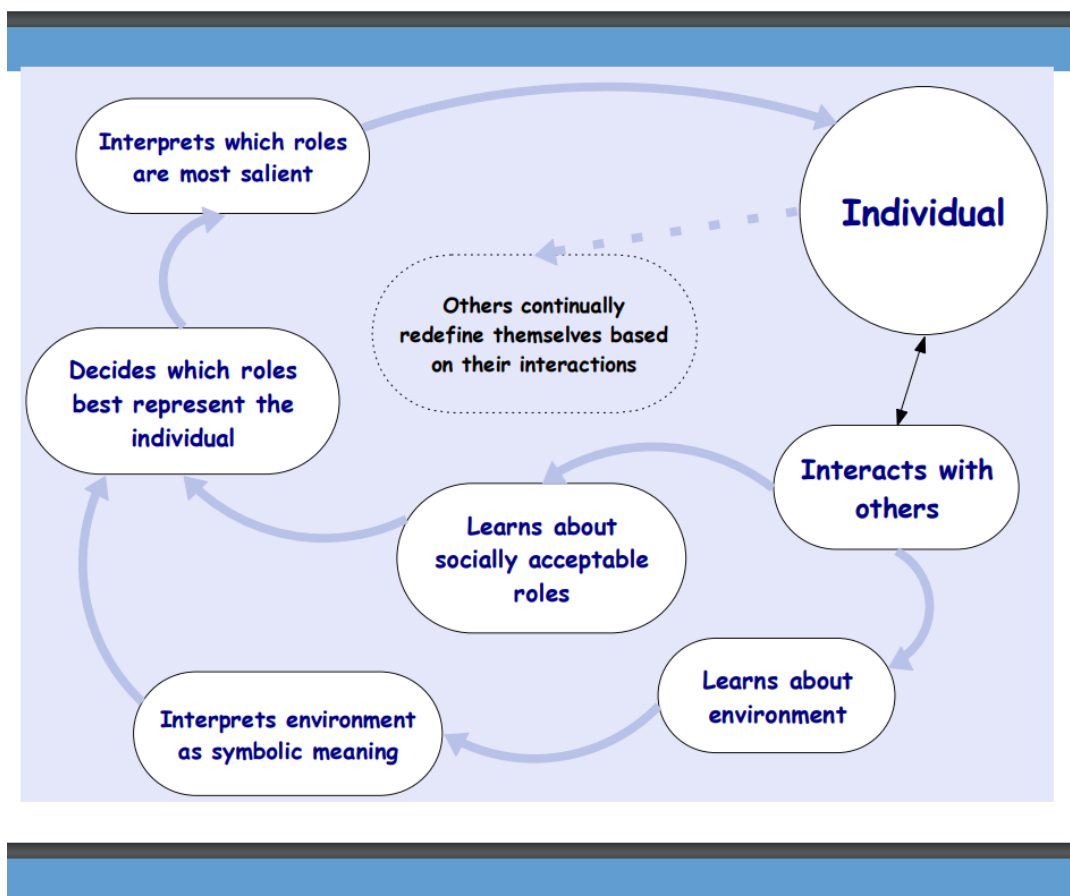 Interprets which roles
are most salient
Individual
Others continually
redefine themselves based
on their interactions
Decides which roles
best represent the
individual
Interacts with
others
Learns about
socially acceptable
roles
Learns about
environment
Interprets environment
as symbolic meaning